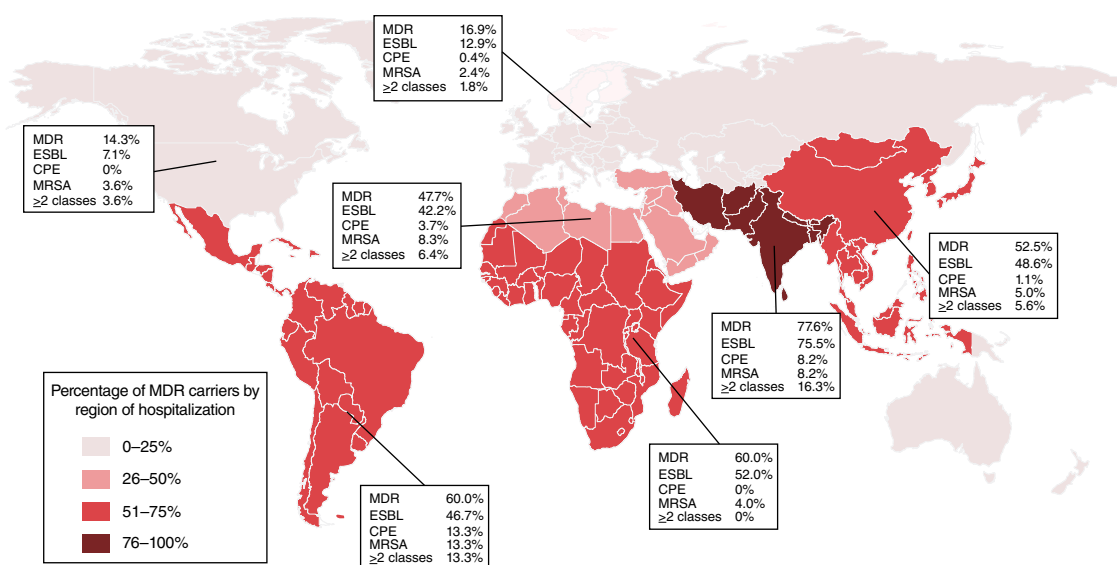 MDR 16.9%
ESBL 12.9%
CPE 0.4%
MRSA 2.4%
≥2 classes 1.8%
MDR 14.3%
ESBL 7.1%
CPE 0%
MRSA 3.6%
≥2 classes 3.6%
MDR 47.7%
ESBL 42.2%
CPE 3.7%
MRSA 8.3%
≥2 classes 6.4%
MDR 52.5%
ESBL 48.6%
CPE 1.1%
MRSA 5.0%
≥2 classes 5.6%
MDR 77.6%
ESBL 75.5%
CPE 8.2%
MRSA 8.2%
≥2 classes 16.3%
Percentage of MDR carriers by
region of hospitalization
0–25%
26–50%
51–75%
76–100%
MDR 60.0%
ESBL 52.0%
CPE 0%
MRSA 4.0%
≥2 classes 0%
MDR 60.0%
ESBL 46.7%
CPE 13.3%
MRSA 13.3%
≥2 classes 13.3%